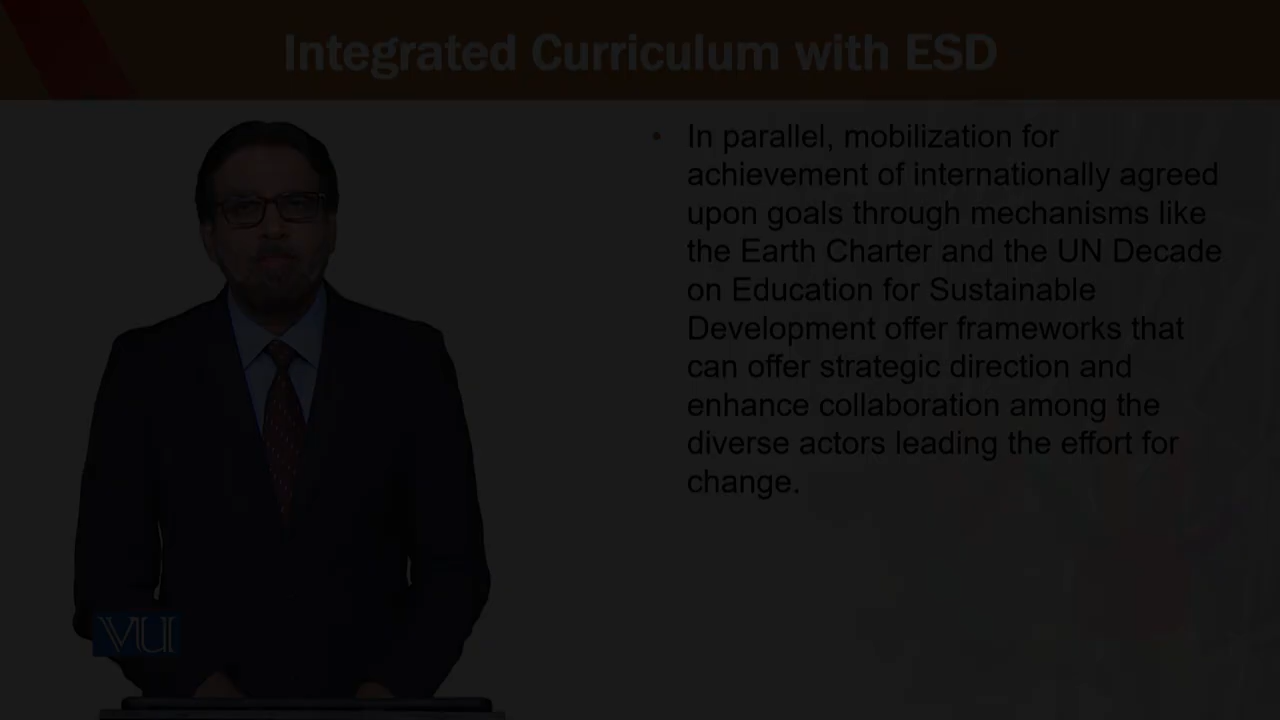 Integrated Curriculum with ESD
• In parallel, mobilization for
achievement of internationally agreed
upon goals through mechanisms like
the Earth Charter and the UN Decade
on Education for Sustainable
Development offer frameworks that
can offer strategic direction and
enhance collaboration among the
diverse actors leading the effort for
change.
VU